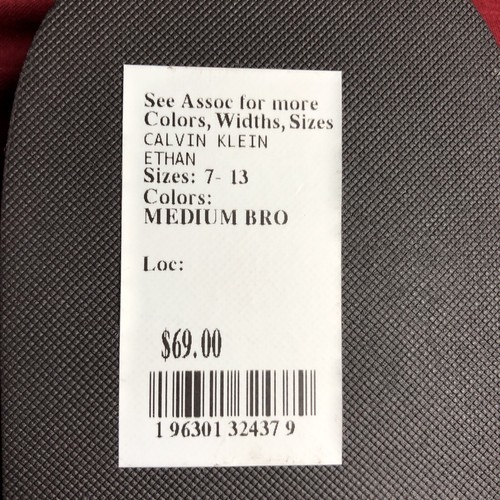 See Assoc for more
Colors, Widths, Sizes
CALVIN KLEIN
ETHAN
Sizes: 7- 13
Colors:
MEDIUM BRO
Loc:
$69.00
1 96301 32437 9